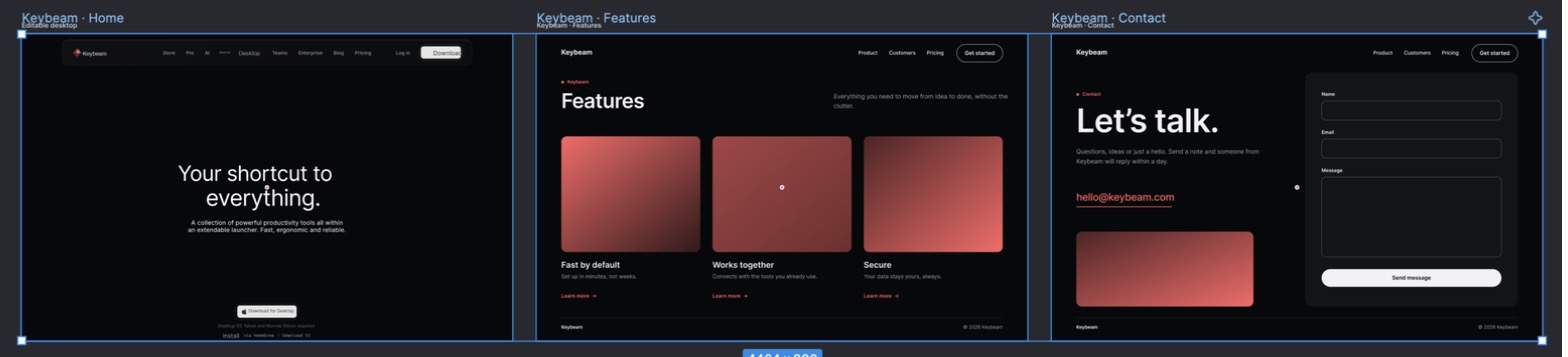 Keybeam · Home
Editable desktop
Keybeam
Store Pro AI Desktop Teams Enterprise Blog Pricing Log in Download
Your shortcut to
everything.
A collection of powerful productivity tools all within
an extendable launcher. Fast, ergonomic and reliable.
Download for Desktop
Install via Homebrew
Keybeam · Features
Keybeam · Features
Keybeam
Product Customers Pricing Get started
Keybeam
Features
Everything you need to move from idea to done, without the
clutter.
Fast by default
Set up in minutes, not weeks.
Learn more →
Works together
Connects with the tools you already use.
Learn more →
Secure
Your data stays yours, always.
Learn more →
Keybeam
© 2026 Keybeam
Keybeam · Contact
Keybeam · Contact
Keybeam
Product Customers Pricing Get started
Contact
Let's talk.
Questions, ideas or just a hello. Send a note and someone from
Keybeam will reply within a day.
hello@keybeam.com
Name
Email
Message
Send message
Keybeam
© 2026 Keybeam